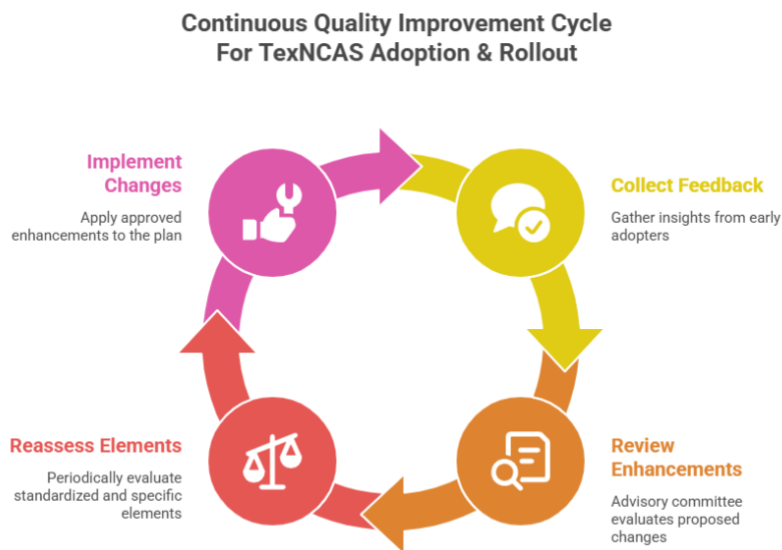 Continuous Quality Improvement Cycle
For TexNCAS Adoption & Rollout
Implement
Changes
Apply approved
enhancements to the plan
Collect Feedback
Gather insights from early
adopters
Reassess Elements
Periodically evaluate
standardized and specific
elements
Review
Enhancements
Advisory committee
evaluates proposed
changes